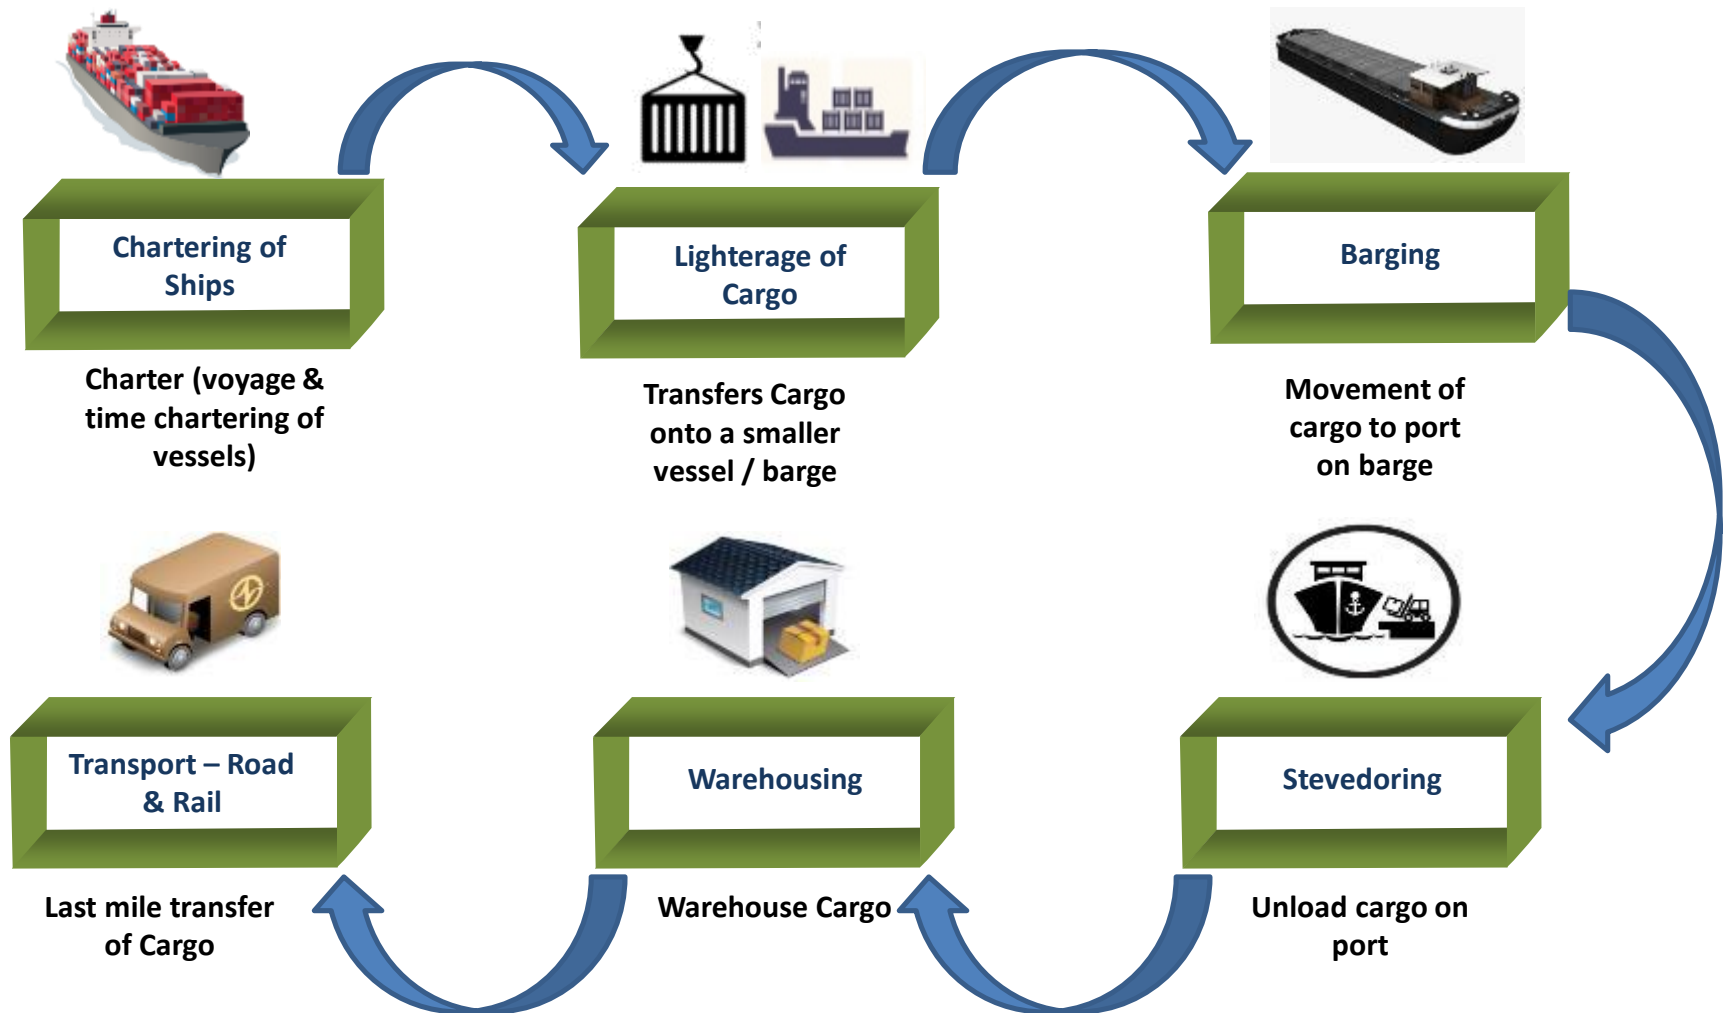 Chartering of
Ships
Charter (voyage &
time chartering of
vessels)
Lighterage of
Cargo
Transfers Cargo
onto a smaller
vessel / barge
Barging
Movement of
cargo to port
on barge
Stevedoring
Unload cargo on
port
Warehousing
Warehouse Cargo
Transport – Road
& Rail
Last mile transfer
of Cargo